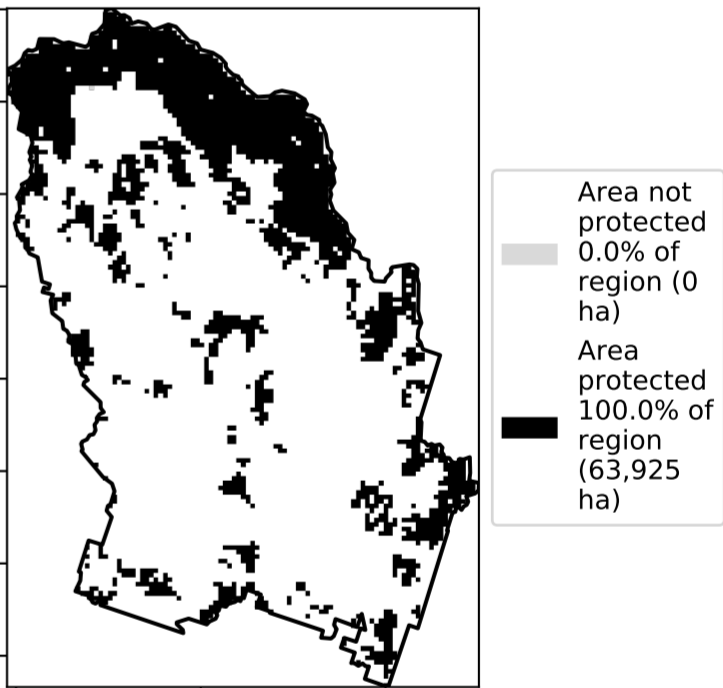 Area not
protected
0.0% of
region (0
ha)
Area
protected
100.0% of
region
(63,925
ha)